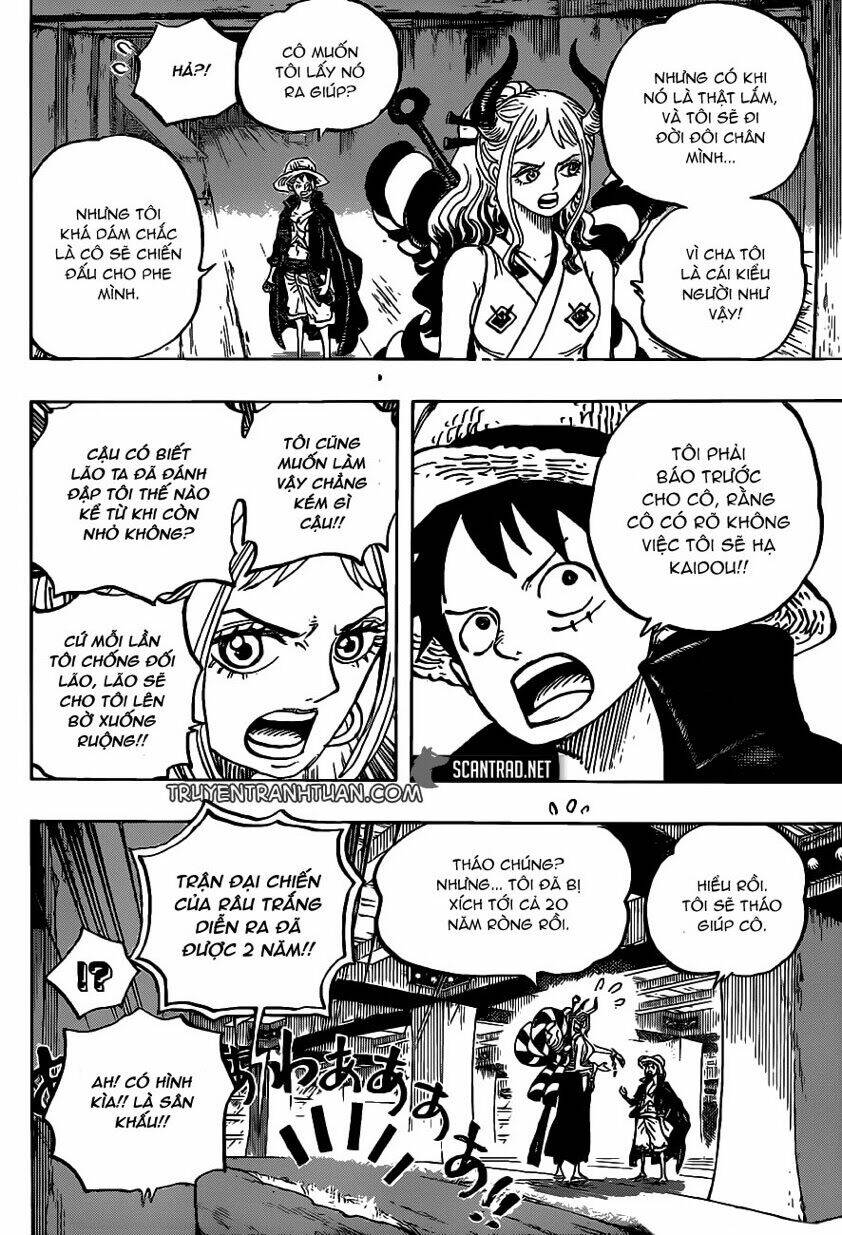 NHƯNG CÓ KHI
NÓ LÀ THẬT LẮM,
VÀ TÔI SẼ ĐI
ĐỜI ĐÔI CHÂN
MÌNH...
VÌ CHA TÔI
LÀ CÁI KIỂU
NGƯỜI NHƯ
VẬY!
CÔ MUỐN
TÔI LẤY NÓ
RA GIÚP?
HẢ?!
NHƯNG TÔI
KHÁ DÁM CHẮC
LÀ CÔ SẼ CHIẾN
ĐẤU CHO PHE
MÌNH.
TÔI PHẢI
BÁO TRƯỚC
CHO CÔ, RẰNG
CÔ CÓ RÕ KHÔNG
VIỆC TÔI SẼ HẠ
KAIDOU!!
TÔI CŨNG
MUỐN LÀM
VẬY CHẲNG
KÉM GÌ
CẬU!!
CẬU CÓ BIẾT
LÃO TA ĐÃ ĐÁNH
ĐẬP TÔI THẾ NÀO
KỂ TỪ KHI CÒN
NHỎ KHÔNG?
CỨ MỖI LẦN
TÔI CHỐNG ĐỐI
LÃO, LÃO SẼ
CHO TÔI LÊN
BỜ XUỐNG
RUỘNG!!
SCANTRAD.NET
TRUYENTRANHTUAN.COM
HIỂU RỒI.
TÔI SẼ THÁO
GIÚP CÔ.
THÁO CHÚNG?
NHƯNG... TÔI ĐÃ BỊ
XÍCH TỚI CẢ 20
NĂM RÒNG RỒI.
TRẬN ĐẠI CHIẾN
CỦA RÂU TRẮNG
DIỄN RA ĐÃ
ĐƯỢC 2 NĂM!!
!?
AH! CÓ HÌNH
KÌA!! LÀ SÂN
KHẤU!!
わあああああ!!